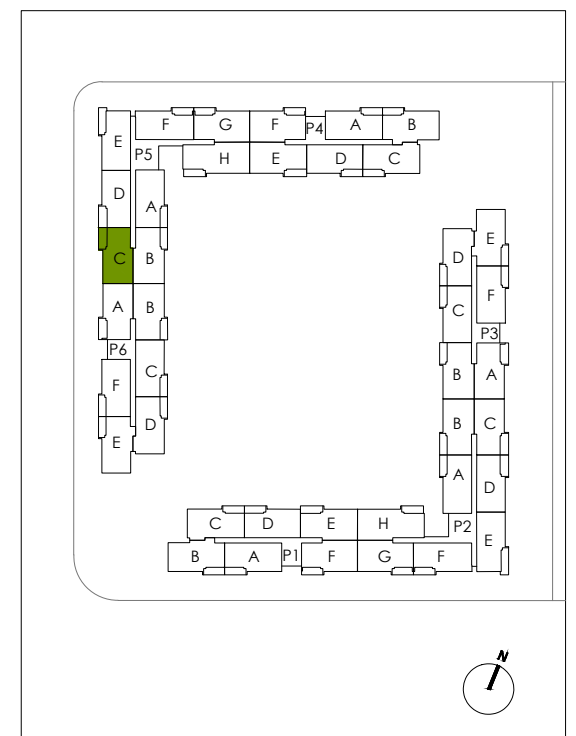 F G F P4 A B
E P5 H E D C
D A
C B
A B
P6 C
F D
E
E
D F
C P3
B A
B C
A D
P2 E
C D E H
B A P1 F G F
N